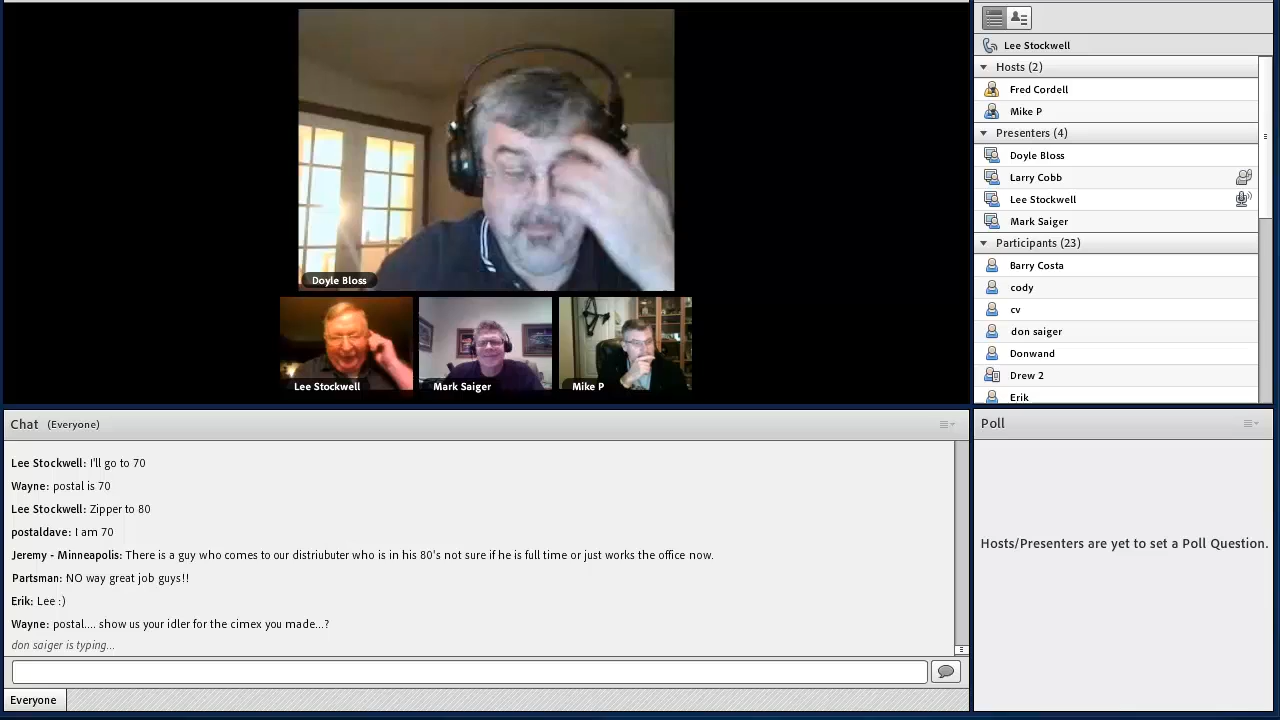 Doyle Bloss
Lee Stockwell
Mark Saiger
Mike P
Lee Stockwell
Hosts (2)
Fred Cordell
Mike P
Presenters (4)
Doyle Bloss
Larry Cobb
Lee Stockwell
Mark Saiger
Participants (23)
Barry Costa
cody
cv
don saiger
Donwand
Drew 2
Erik
Chat (Everyone)
Lee Stockwell: I'll go to 70
Wayne: postal is 70
Lee Stockwell: Zipper to 80
postaldave: I am 70
Jeremy - Minneapolis: There is a guy who comes to our distriubuter who is in his 80's not sure if he is full time or just works the office now.
Partsman: NO way great job guys!!
Erik: Lee :)
Wayne: postal.... show us your idler for the cimex you made...?
don saiger is typing...
Everyone
Poll
Hosts/Presenters are yet to set a Poll Question.